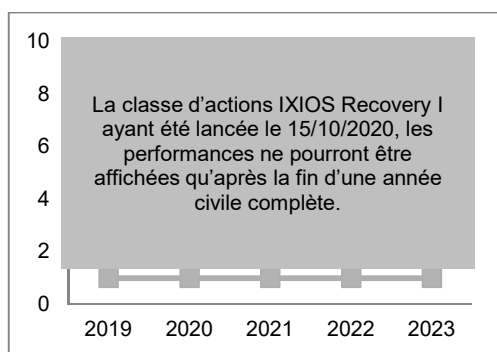 10
8
6
4
2
0
La classe d'actions IXIOS Recovery I
ayant été lancée le 15/10/2020, les
performances ne pourront être
affichées qu'après la fin d'une année
civile complète.
2019 2020 2021 2022 2023